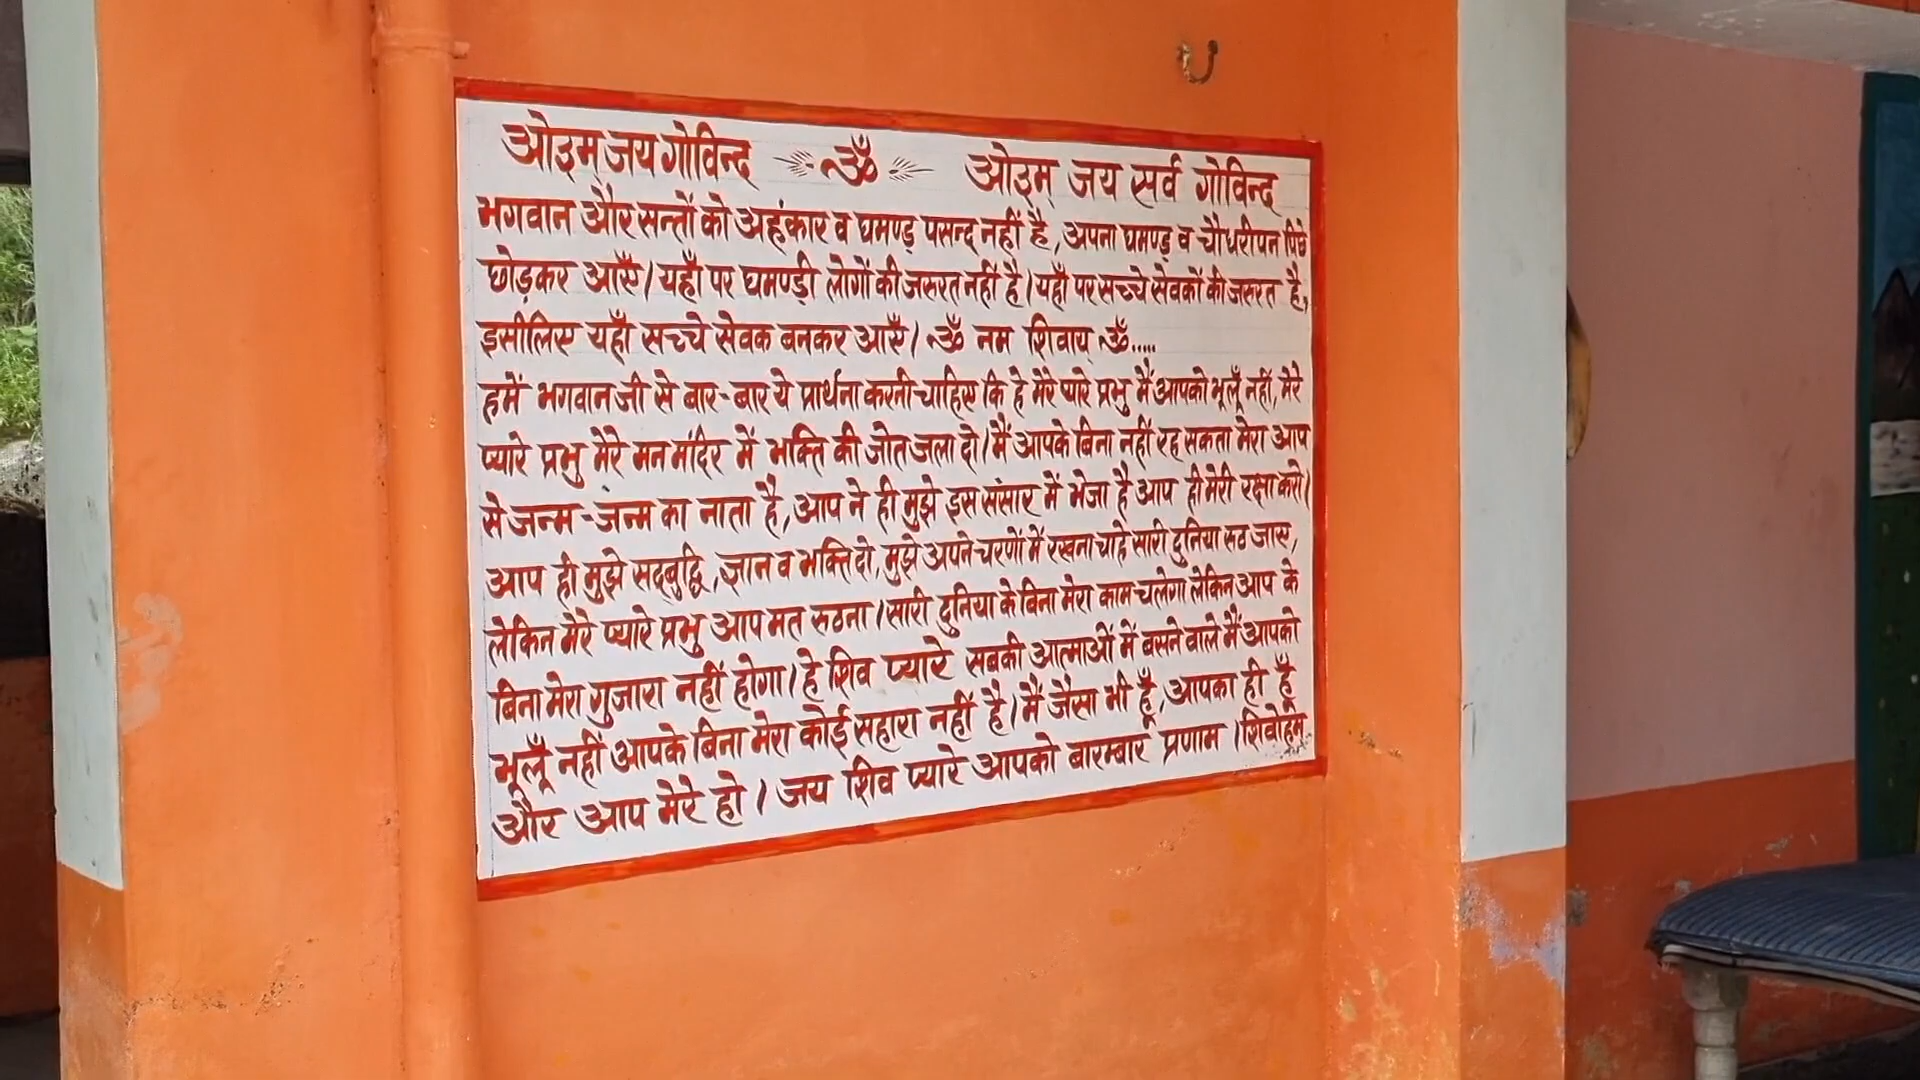 ओ३म् जय गोविन्द ॐ ओ३म् जय सर्व गोविन्द
भगवान और सन्तों को अहंकार व घमण्ड पसन्द नहीं है, अपना घमण्ड व चौधरीपन पिछे
छोड़कर आएँ। यहाँ पर घमण्डी लोगों की जरुरत नहीं है। यहाँ पर सच्चे सेवकों की जरुरत है,
इसीलिए यहाँ सच्चे सेवक बनकर आएँ। ॐ नम शिवाय् ॐ.....
हमें भगवान जी से बार-बार ये प्रार्थना करनी चाहिए कि हे मेरे प्यारे प्रभु मैं आपको भूलूँ नहीं, मेरे
प्यारे प्रभु मेरे मन मंदिर में भक्ति की जोत जला दो। मैं आपके बिना नहीं रह सकता मेरा आप
से जन्म-जन्म का नाता है, आप ने ही मुझे इस संसार में भेजा है आप ही मेरी रक्षा करो।
आप ही मुझे सद्बुद्धि, ज्ञान व भक्ति दो, मुझे अपने चरणों में रखना चाहे सारी दुनिया रुठ जाए,
लेकिन मेरे प्यारे प्रभु आप मत रुठना। सारी दुनिया के बिना मेरा काम चलेगा लेकिन आप के
बिना मेरा गुजारा नहीं होगा। हे शिव प्यारे सबकी आत्माओं में बसने वाले मैं आपको
भूलूँ नहीं आपके बिना मेरा कोई सहारा नहीं है। मैं जैसा भी हूँ, आपका ही हूँ
और आप मेरे हो। जय शिव प्यारे आपको बारम्बार प्रणाम। शिवोहम्